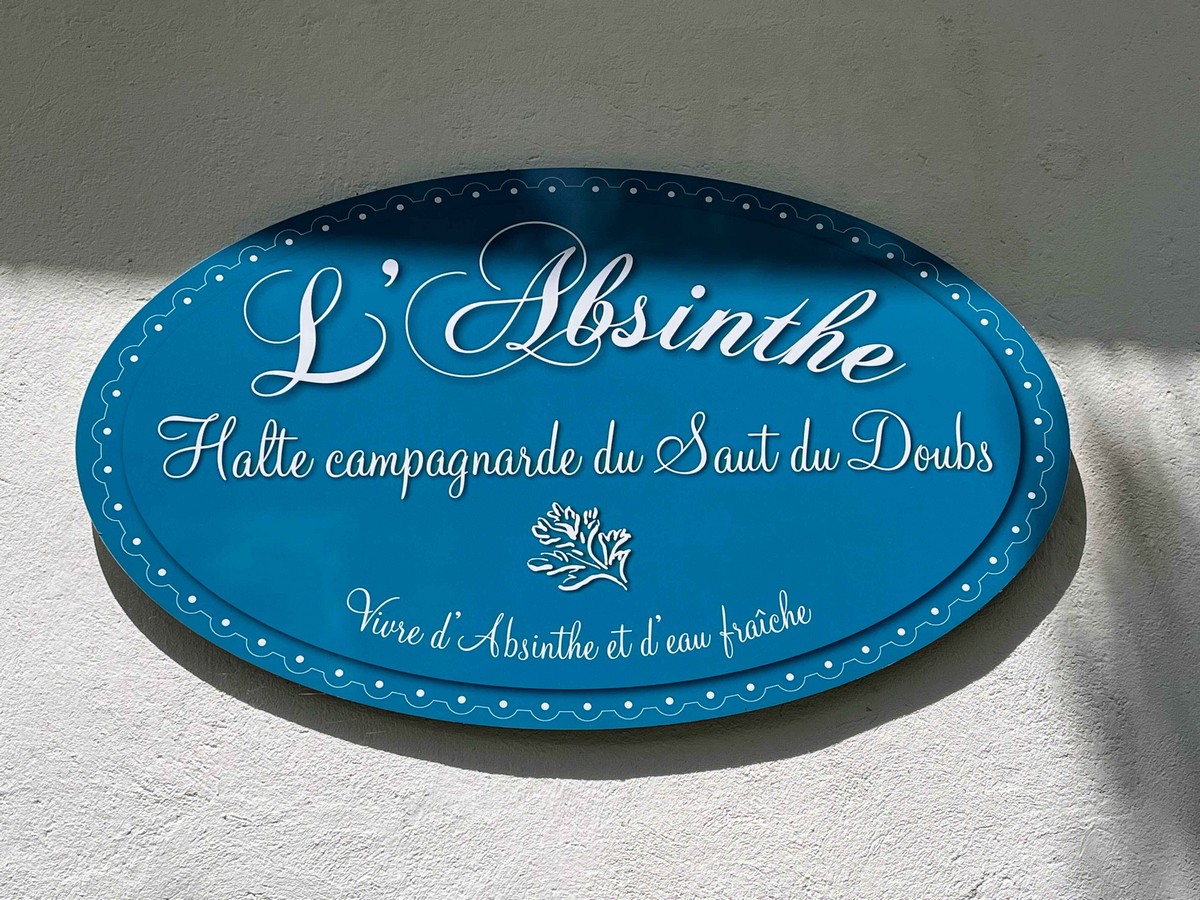 L'Absinthe
Halte campagnarde du Saut du Doubs
Vivre d'Absinthe et d'eau fraîche